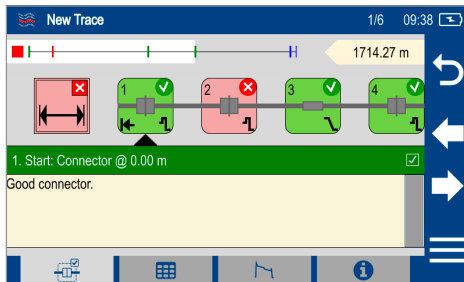 New Trace 1/6 09:38
1714.27 m
1 2 3 4
1. Start: Connector @ 0.00 m
Good connector.